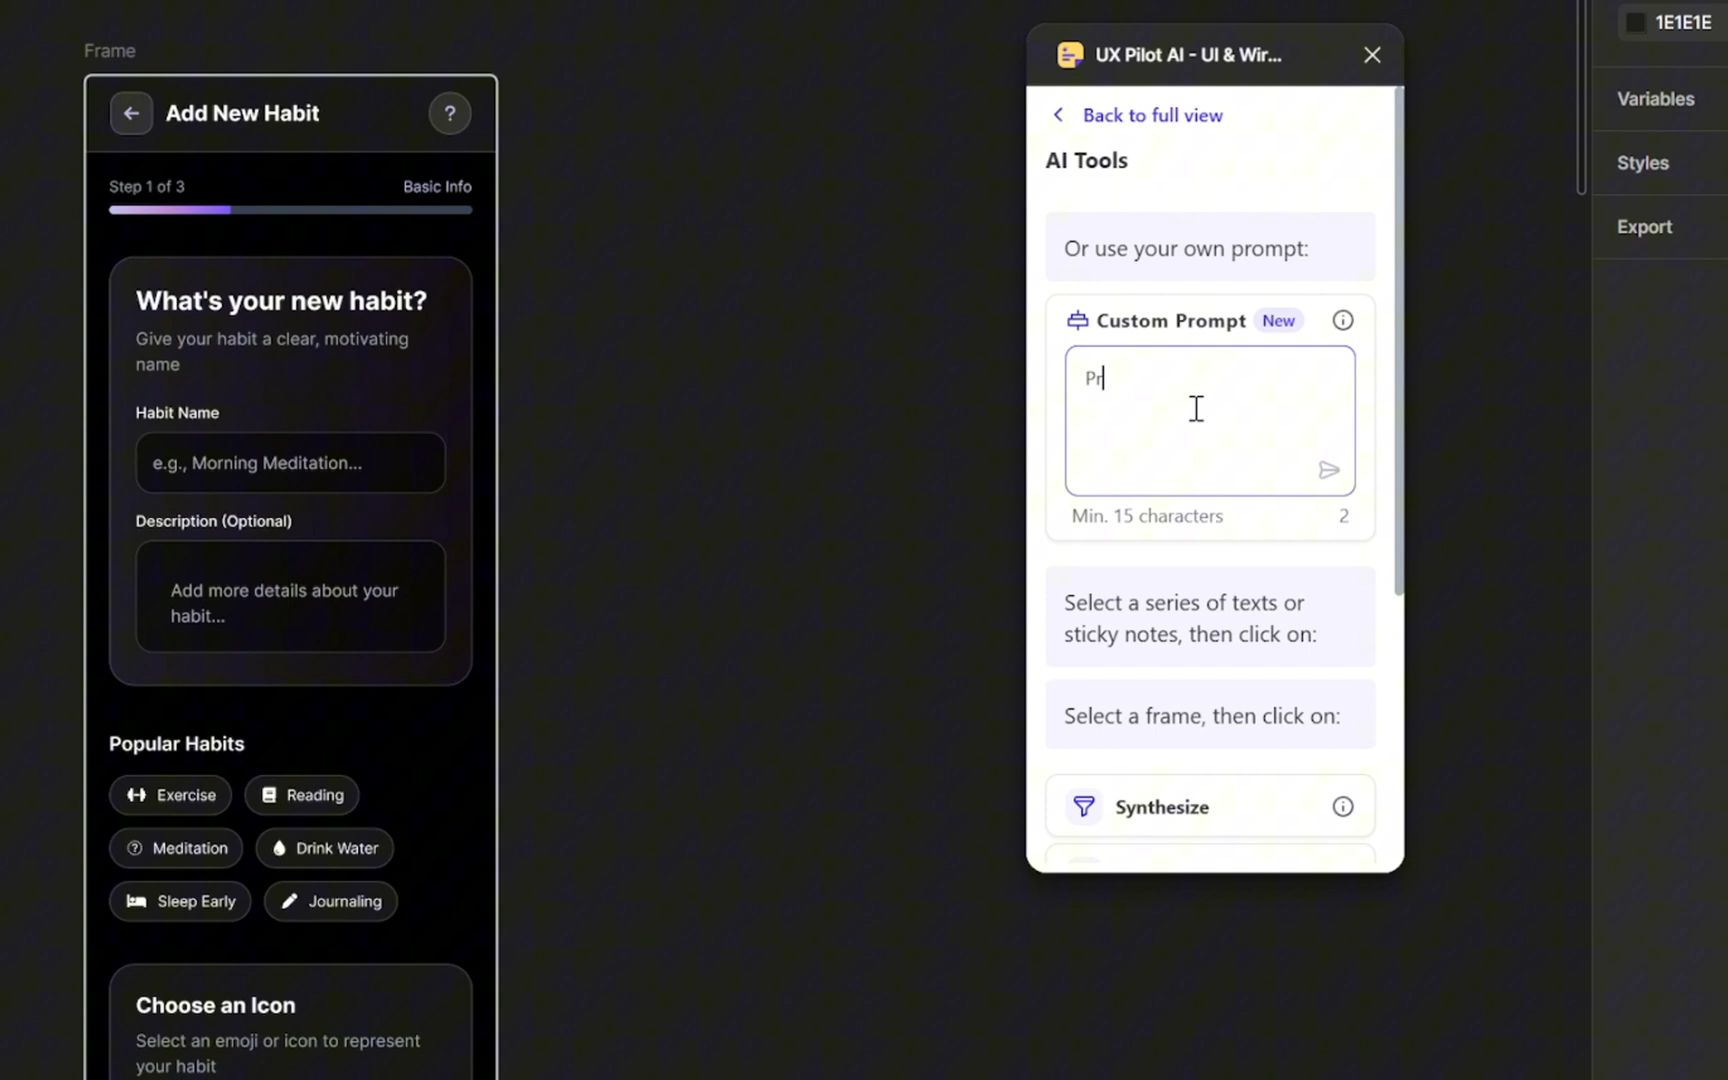 Frame
Add New Habit
?
Step 1 of 3
Basic Info
What's your new habit?
Give your habit a clear, motivating
name
Habit Name
e.g., Morning Meditation...
Description (Optional)
Add more details about your
habit...
Popular Habits
Exercise
Reading
Meditation
Drink Water
Sleep Early
Journaling
Choose an Icon
Select an emoji or icon to represent
your habit
UX Pilot AI - UI & Wir...
Back to full view
AI Tools
Or use your own prompt:
Custom Prompt
New
Pr
Min. 15 characters
2
Select a series of texts or
sticky notes, then click on:
Select a frame, then click on:
Synthesize
1E1E1E
Variables
Styles
Export